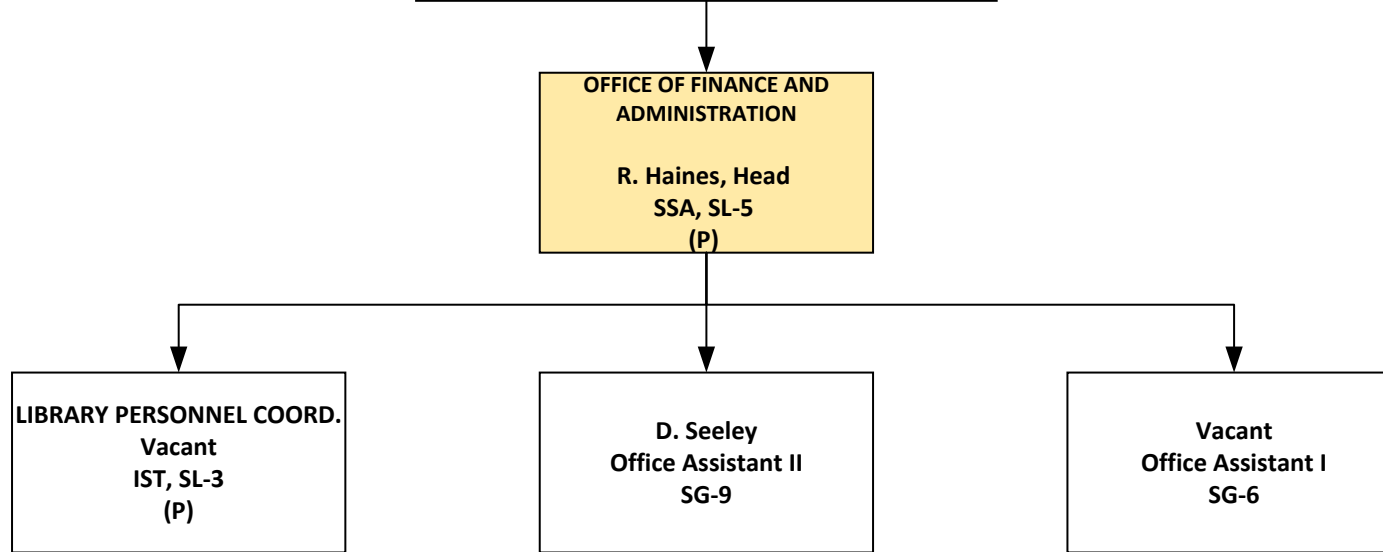 OFFICE OF FINANCE AND
ADMINISTRATION
R. Haines, Head
SSA, SL-5
(P)
LIBRARY PERSONNEL COORD.
Vacant
IST, SL-3
(P)
D. Seeley
Office Assistant II
SG-9
Vacant
Office Assistant I
SG-6